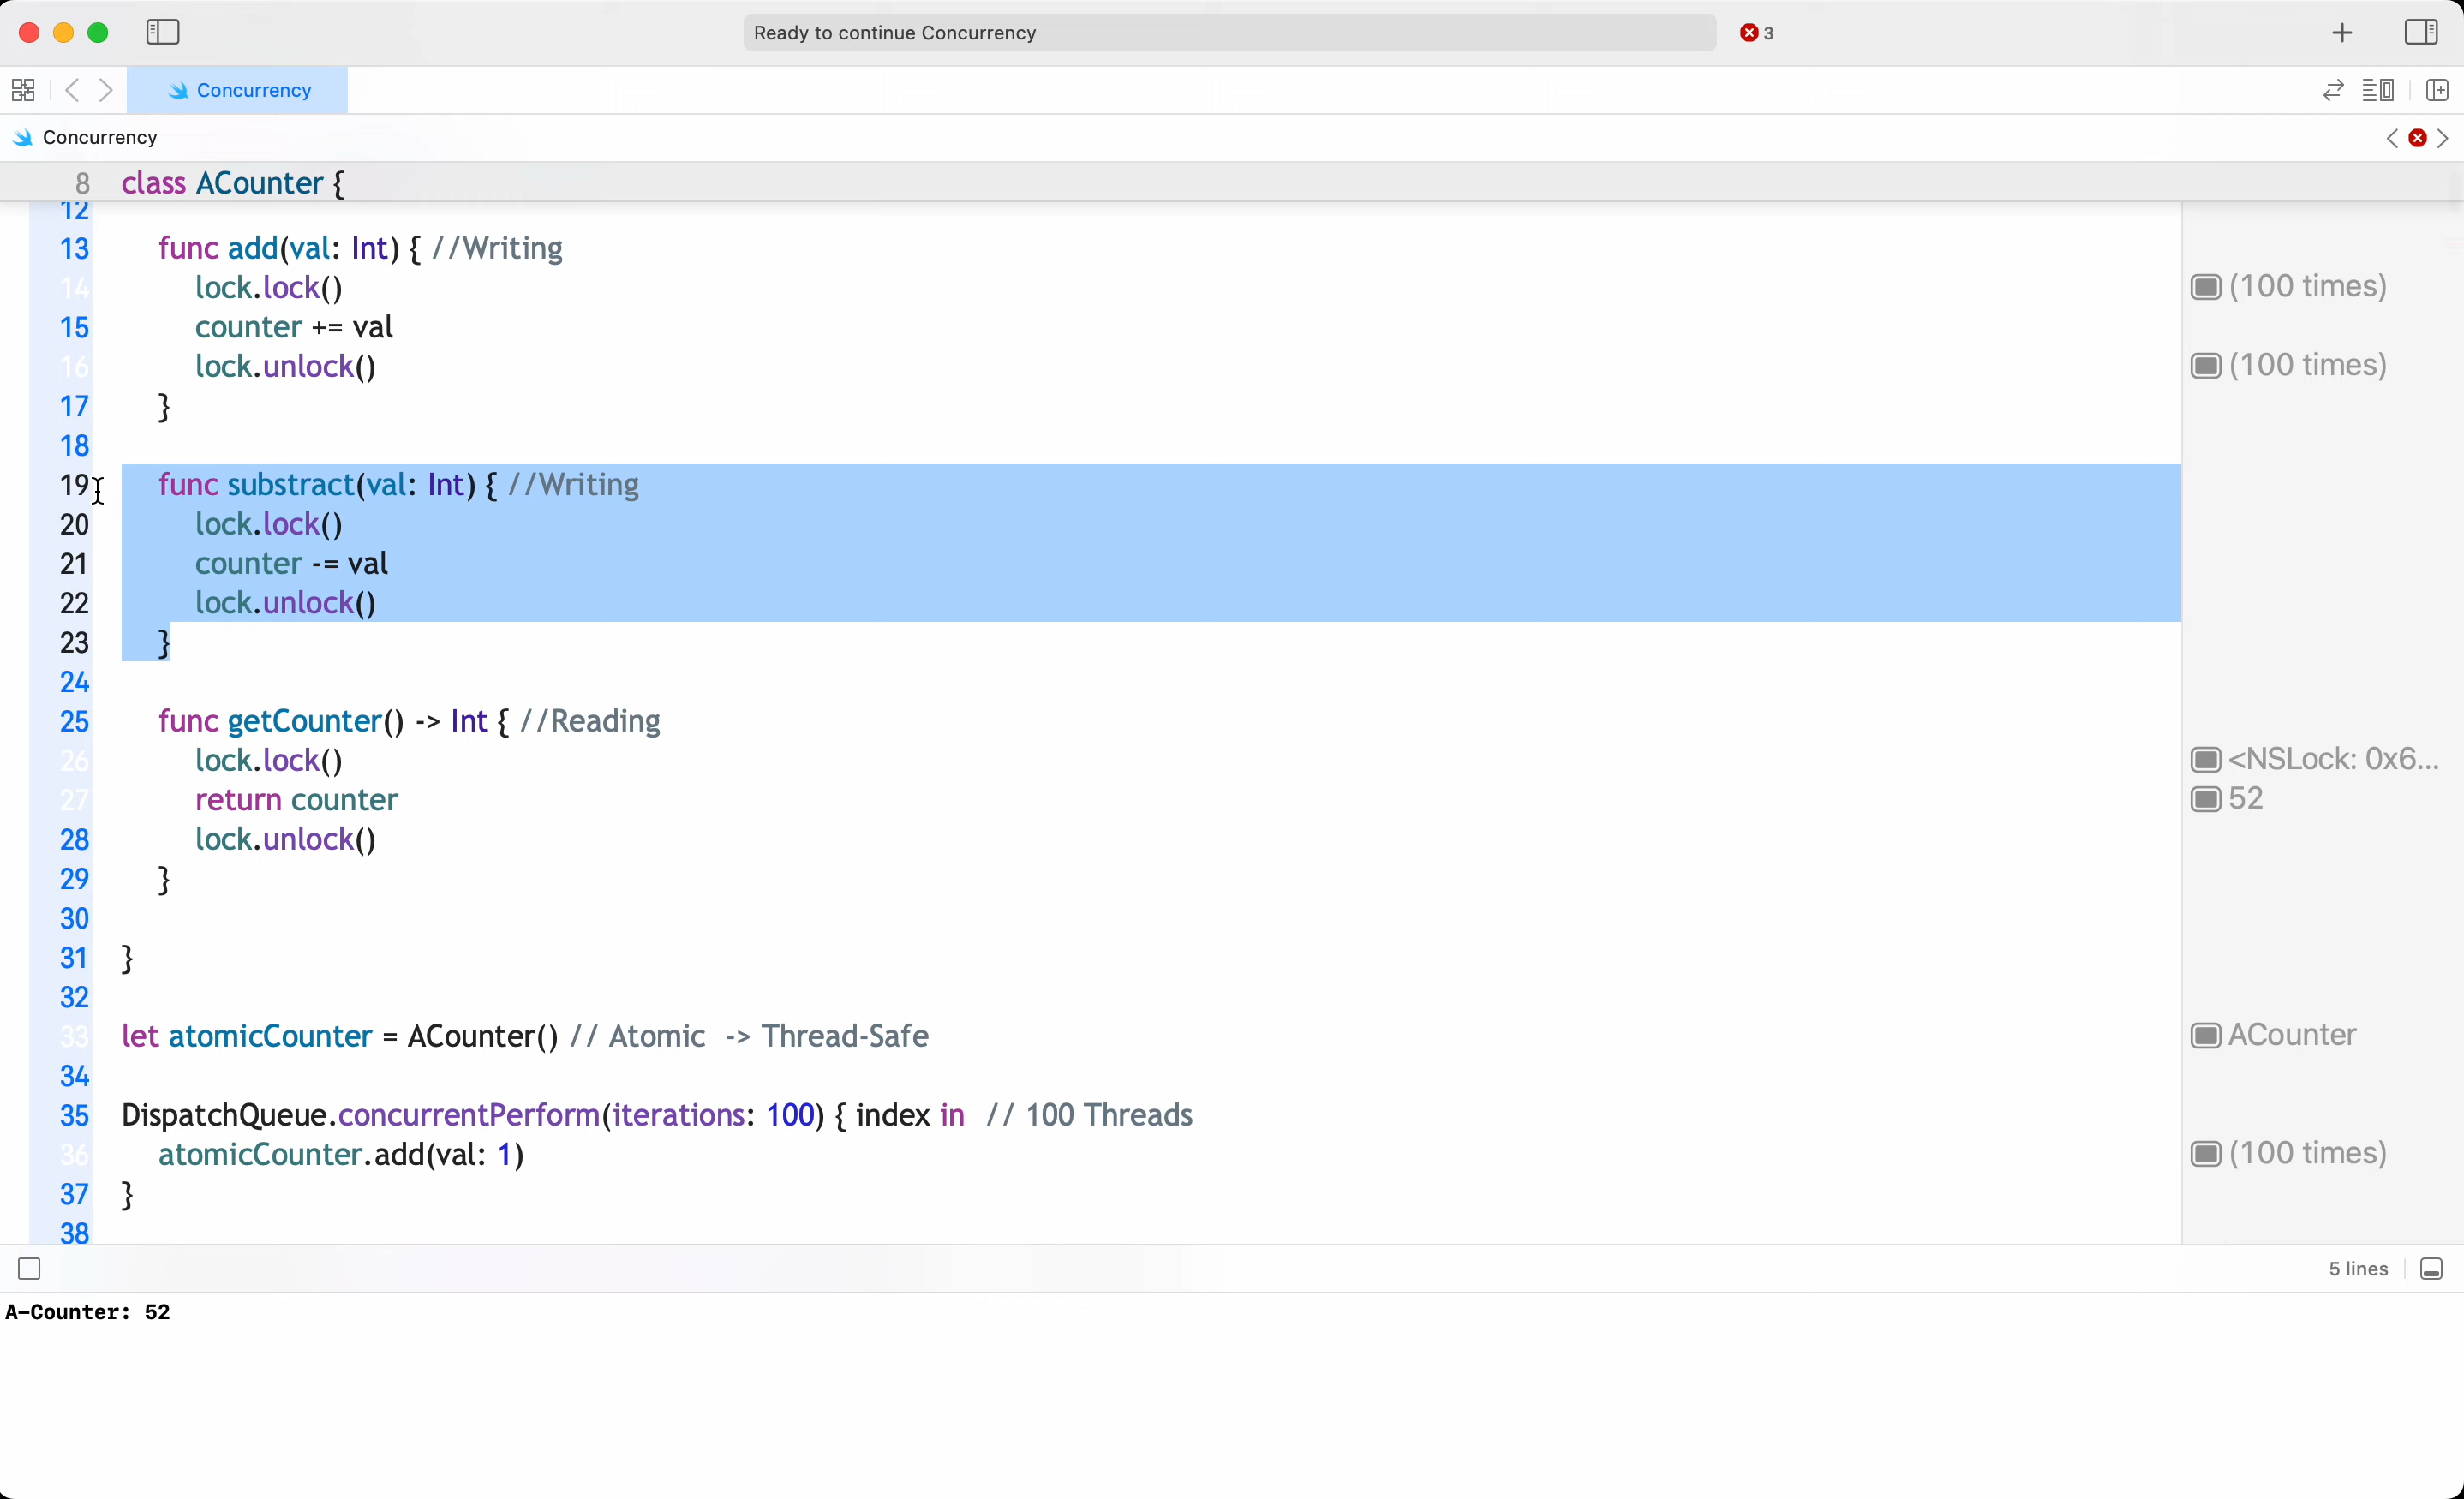 Ready to continue Concurrency
3
Concurrency
Concurrency
8 class ACounter {
12
13 func add(val: Int) { //Writing
14 lock.lock() (100 times)
15 counter += val
16 lock.unlock() (100 times)
17 }
18
19 func substract(val: Int) { //Writing
20 lock.lock()
21 counter -= val
22 lock.unlock()
23 }
24
25 func getCounter() -> Int { //Reading
26 lock.lock() <NSLock: 0x6...
27 return counter 52
28 lock.unlock()
29 }
30
31 }
32
33 let atomicCounter = ACounter() // Atomic -> Thread-Safe ACounter
34
35 DispatchQueue.concurrentPerform(iterations: 100) { index in // 100 Threads
36 atomicCounter.add(val: 1) (100 times)
37 }
38
5 lines
A-Counter: 52